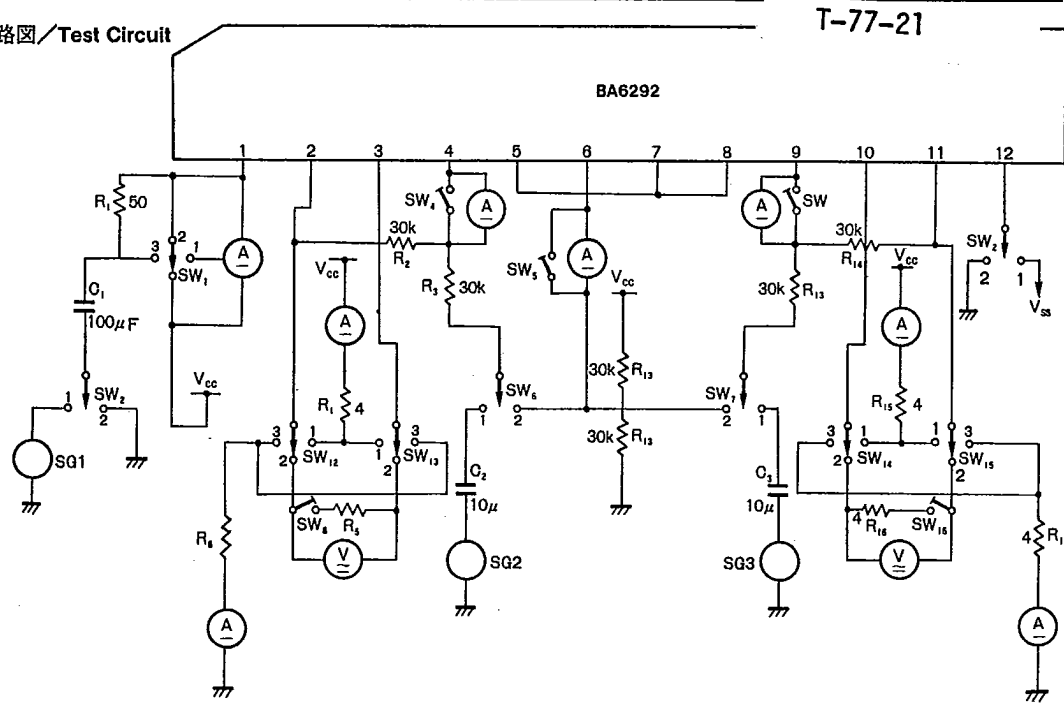 路図／Test Circuit
T-77-21
BA6292
1 2 3 4 5 6 7 8 9 10 11 12
R₁ 50
3 2 1
SW₁
A
C₁
100μF
Vcc
1 SW₂ 2
SG1
SW₄
A
30k
R₂
R₃ 30k
Vcc
A
R₁ 4
3 1 2 SW₁₂
1 3 2 SW₁₃
SW₈ R₅
V
R₆
A
SW₅
A
Vcc
30k R₁₃
30k R₁₃
SW₆
1 2
C₂
10μ
SG2
A
SW
30k
R₁₄
30k R₁₃
SW₇
2 1
C₃
10μ
SG3
Vcc
A
R₁₅ 4
3 1 2 SW₁₄
1 3 2 SW₁₅
4 R₁₆ SW₁₆
V
4 R₁
A
SW₂
2 1
Vss